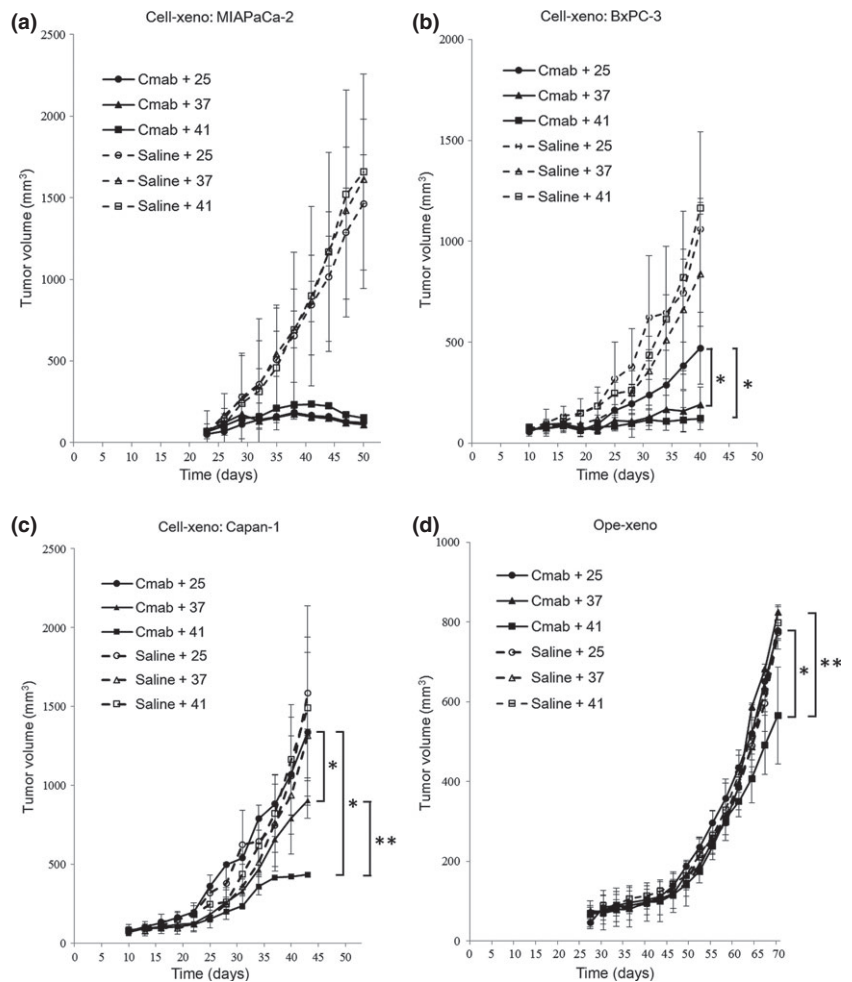 (a)
Cell-xeno: MIAPaCa-2
2500
2000
1500
1000
500
0
Tumor volume (mm³)
Cmab + 25
Cmab + 37
Cmab + 41
Saline + 25
Saline + 37
Saline + 41
0 5 10 15 20 25 30 35 40 45 50
Time (days)
(b)
Cell-xeno: BxPC-3
2000
1500
1000
500
0
Tumor volume (mm³)
Cmab + 25
Cmab + 37
Cmab + 41
Saline + 25
Saline + 37
Saline + 41
*
*
0 5 10 15 20 25 30 35 40 45 50
Time (days)
(c)
Cell-xeno: Capan-1
2500
2000
1500
1000
500
0
Tumor volume (mm³)
Cmab + 25
Cmab + 37
Cmab + 41
Saline + 25
Saline + 37
Saline + 41
*
*
**
0 5 10 15 20 25 30 35 40 45 50
Time (days)
(d)
Ope-xeno
1000
800
600
400
200
0
Tumor volume (mm³)
Cmab + 25
Cmab + 37
Cmab + 41
Saline + 25
Saline + 37
Saline + 41
*
**
0 5 10 15 20 25 30 35 40 45 50 55 60 65 70
Time (days)